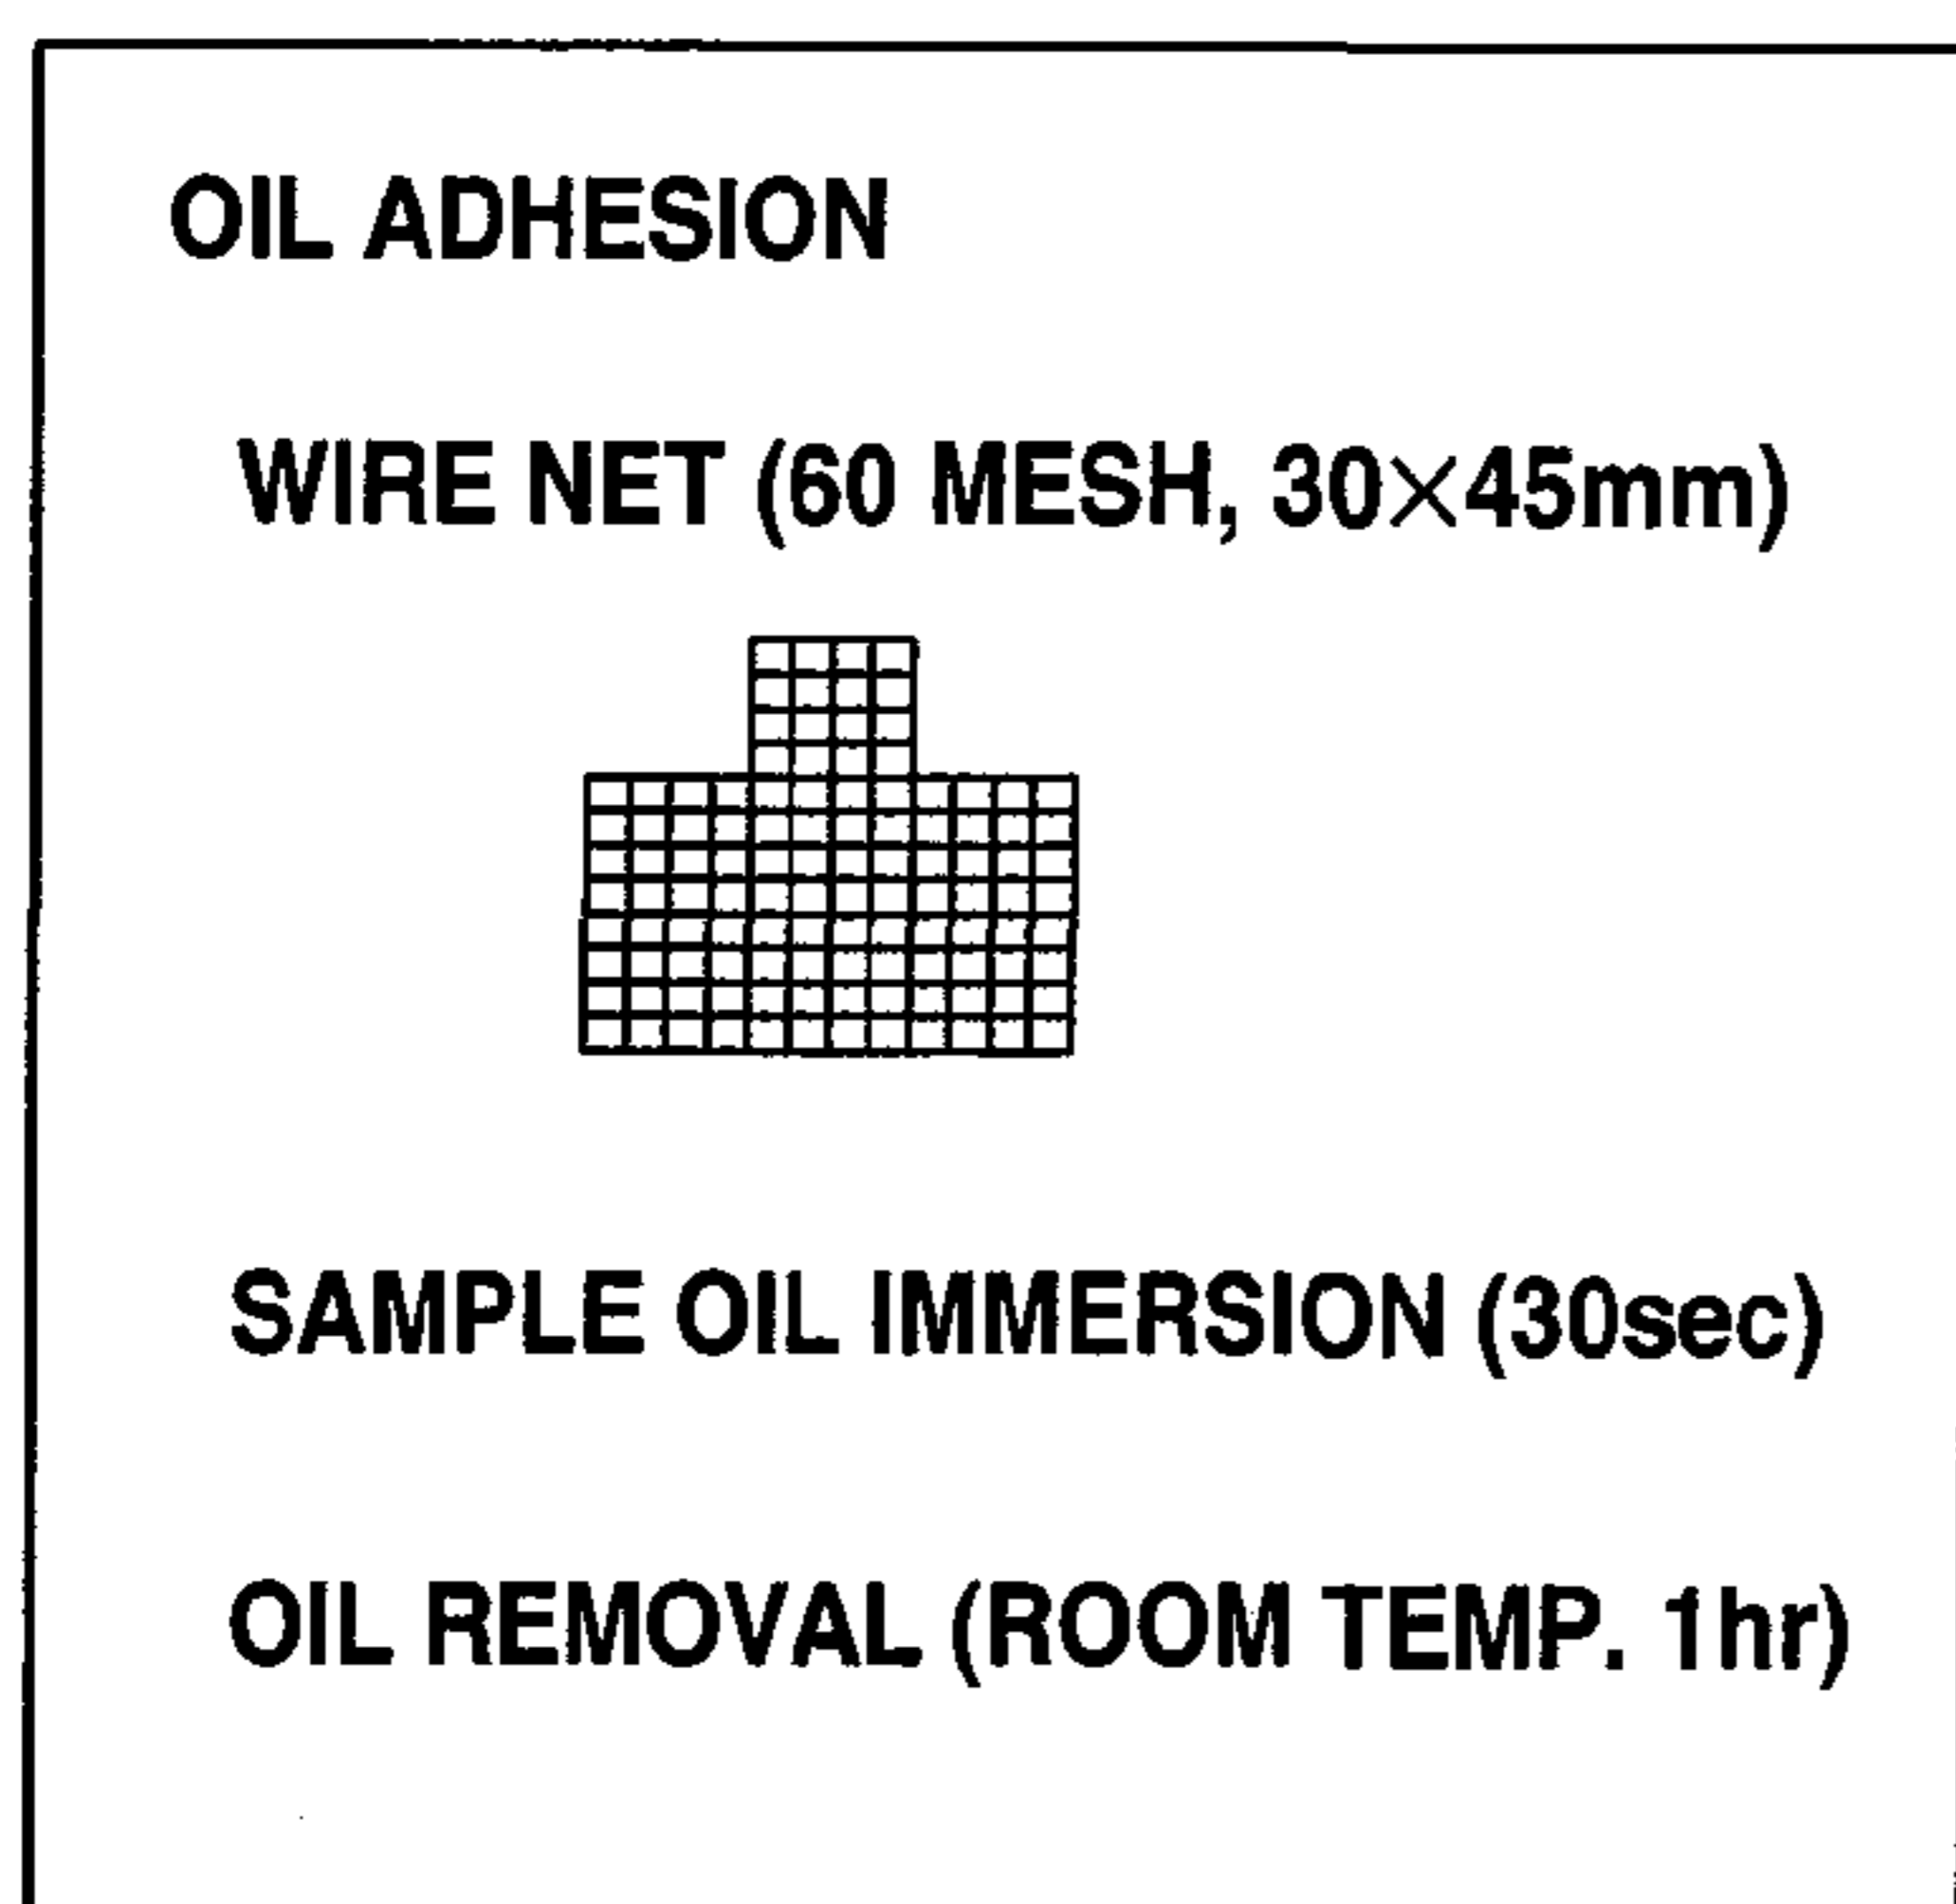 OIL ADHESION
WIRE NET (60 MESH, 30×45mm)
SAMPLE OIL IMMERSION (30sec)
OIL REMOVAL (ROOM TEMP. 1hr)